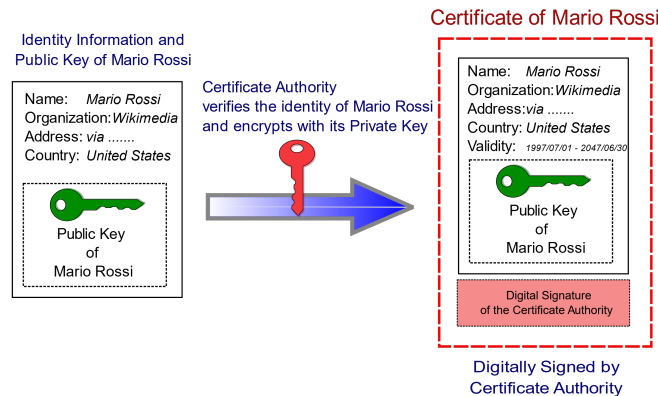 Identity Information and
Public Key of Mario Rossi
Name: Mario Rossi
Organization:Wikimedia
Address: via .......
Country: United States
Public Key
of
Mario Rossi
Certificate Authority
verifies the identity of Mario Rossi
and encrypts with its Private Key
Certificate of Mario Rossi
Name: Mario Rossi
Organization:Wikimedia
Address:via .......
Country: United States
Validity: 1997/07/01 - 2047/06/30
Public Key
of
Mario Rossi
Digital Signature
of the Certificate Authority
Digitally Signed by
Certificate Authority